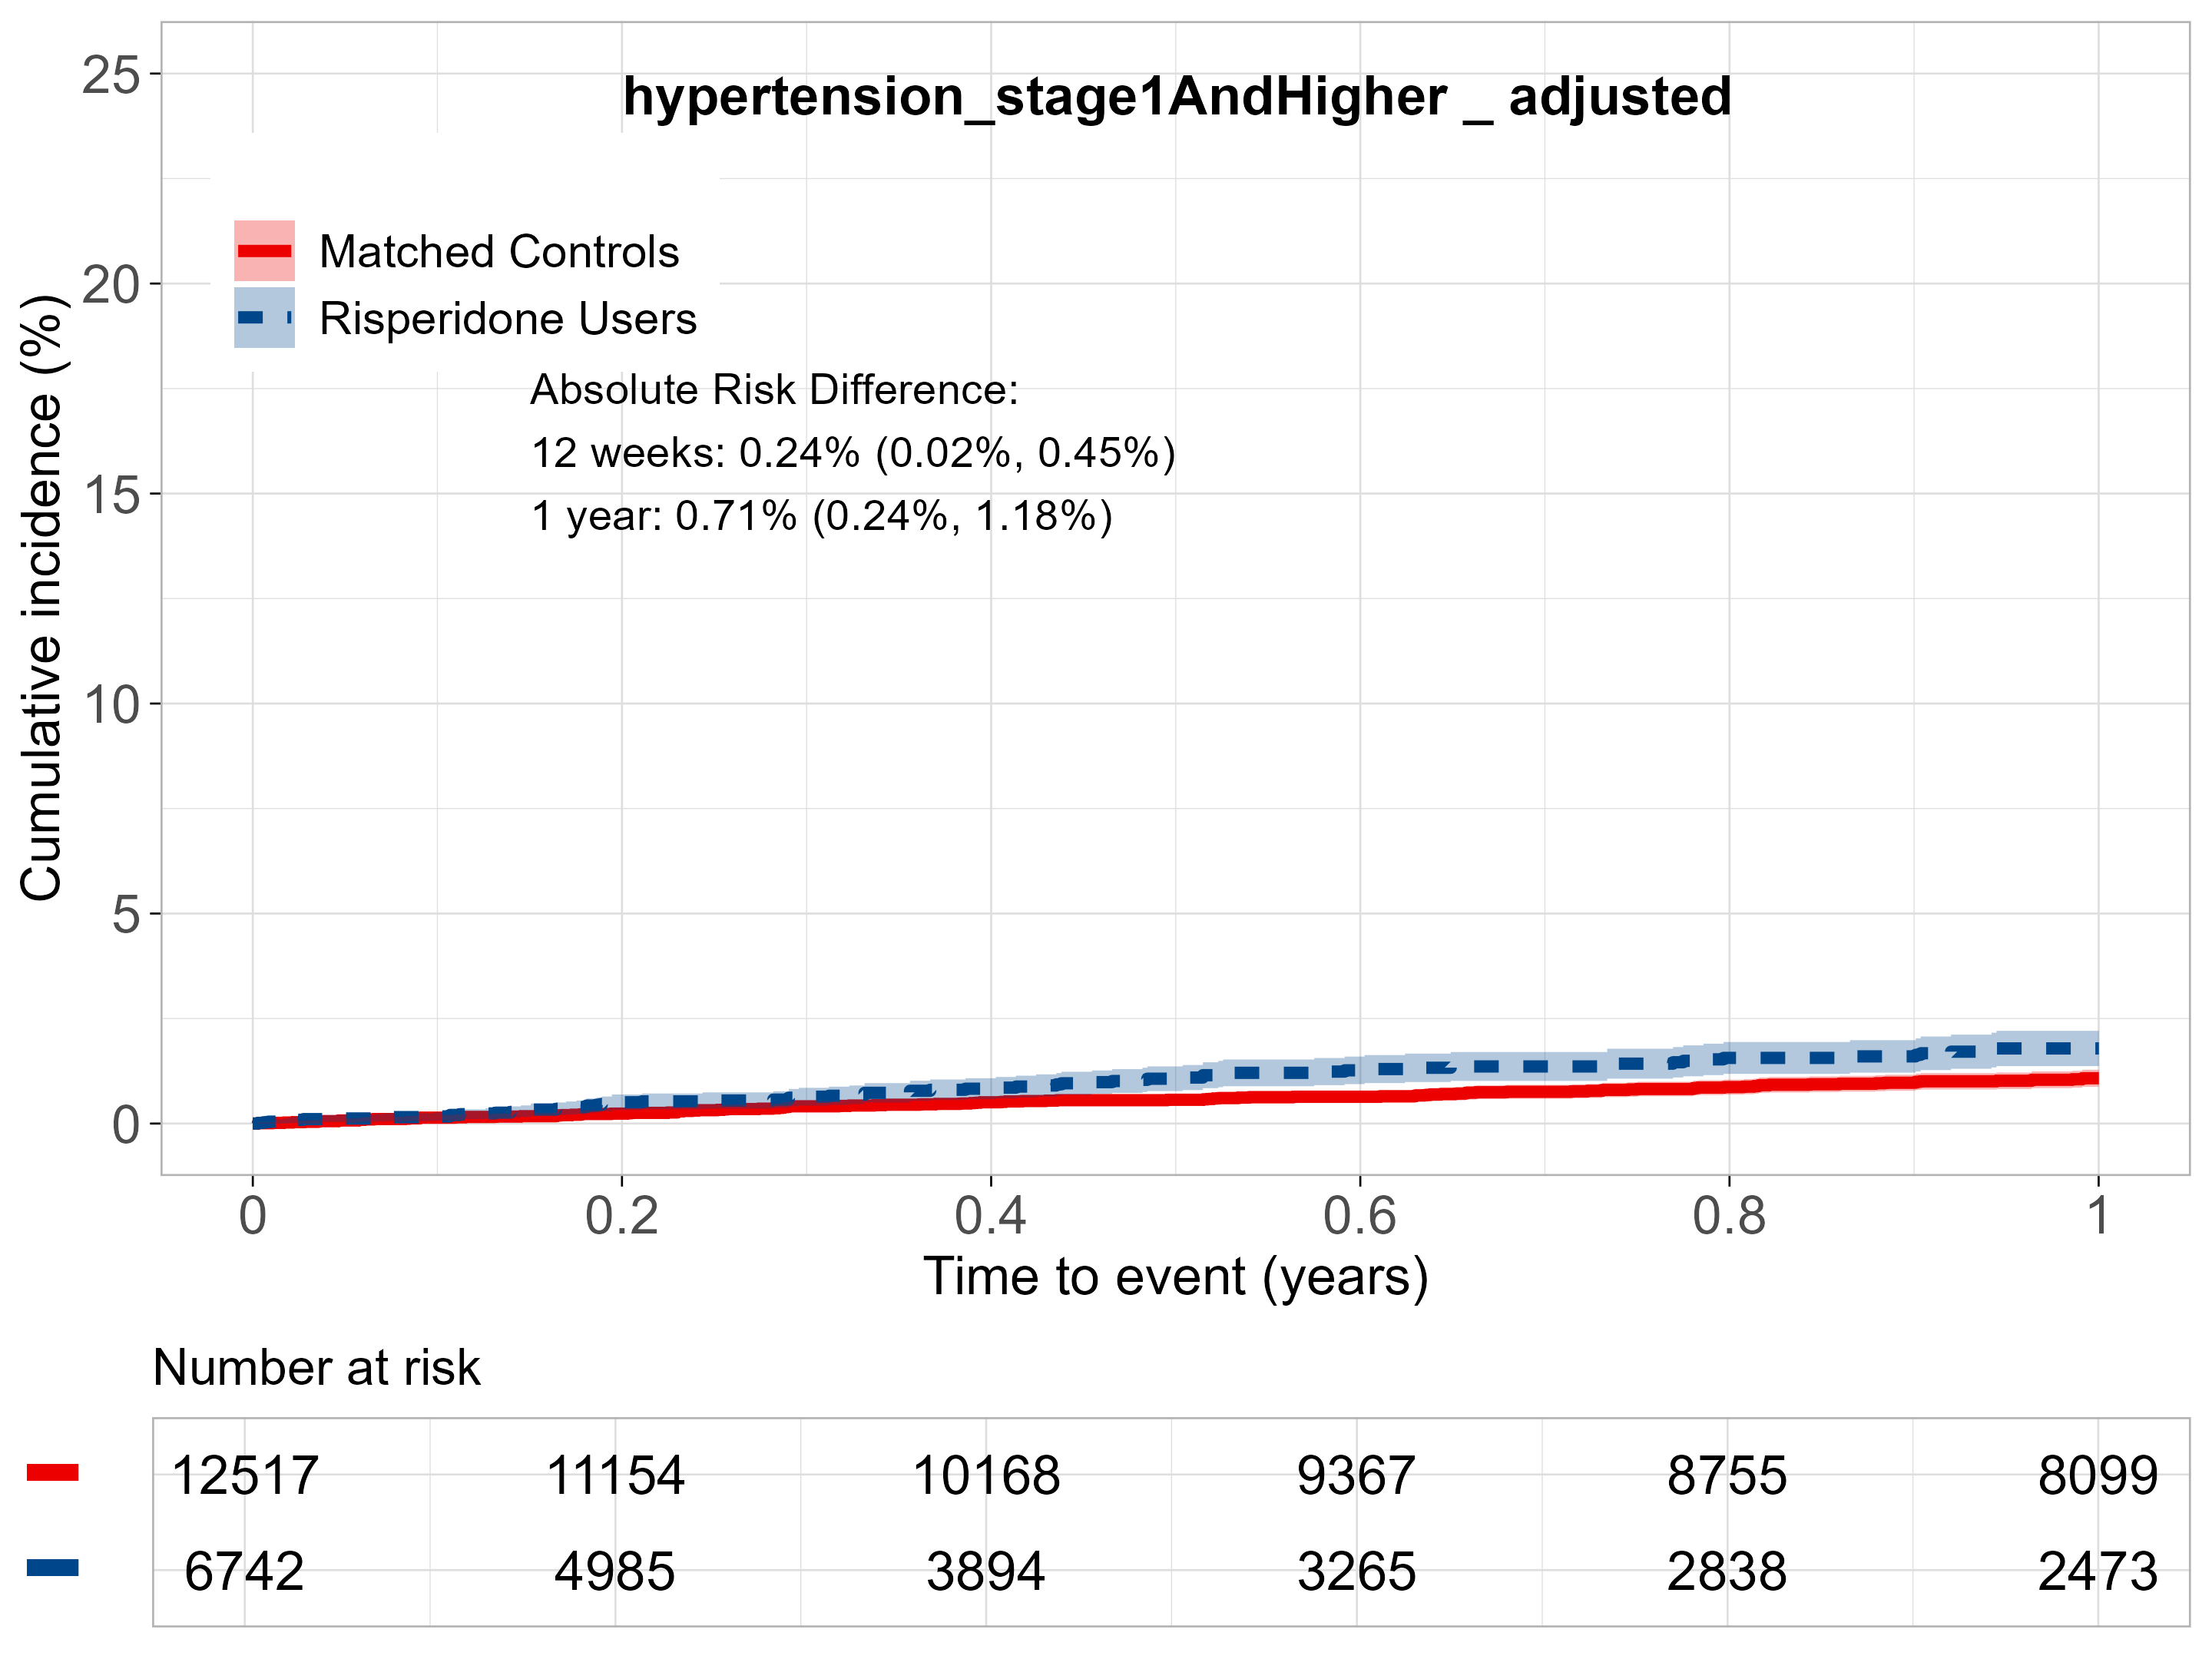 hypertension_stage1AndHigher _ adjusted
Matched Controls
Risperidone Users
Absolute Risk Difference:
12 weeks: 0.24% (0.02%, 0.45%)
1 year: 0.71% (0.24%, 1.18%)
Cumulative incidence (%)
25
20
15
10
5
0
0 0.2 0.4 0.6 0.8 1
Time to event (years)
Number at risk
12517 11154 10168 9367 8755 8099
6742 4985 3894 3265 2838 2473